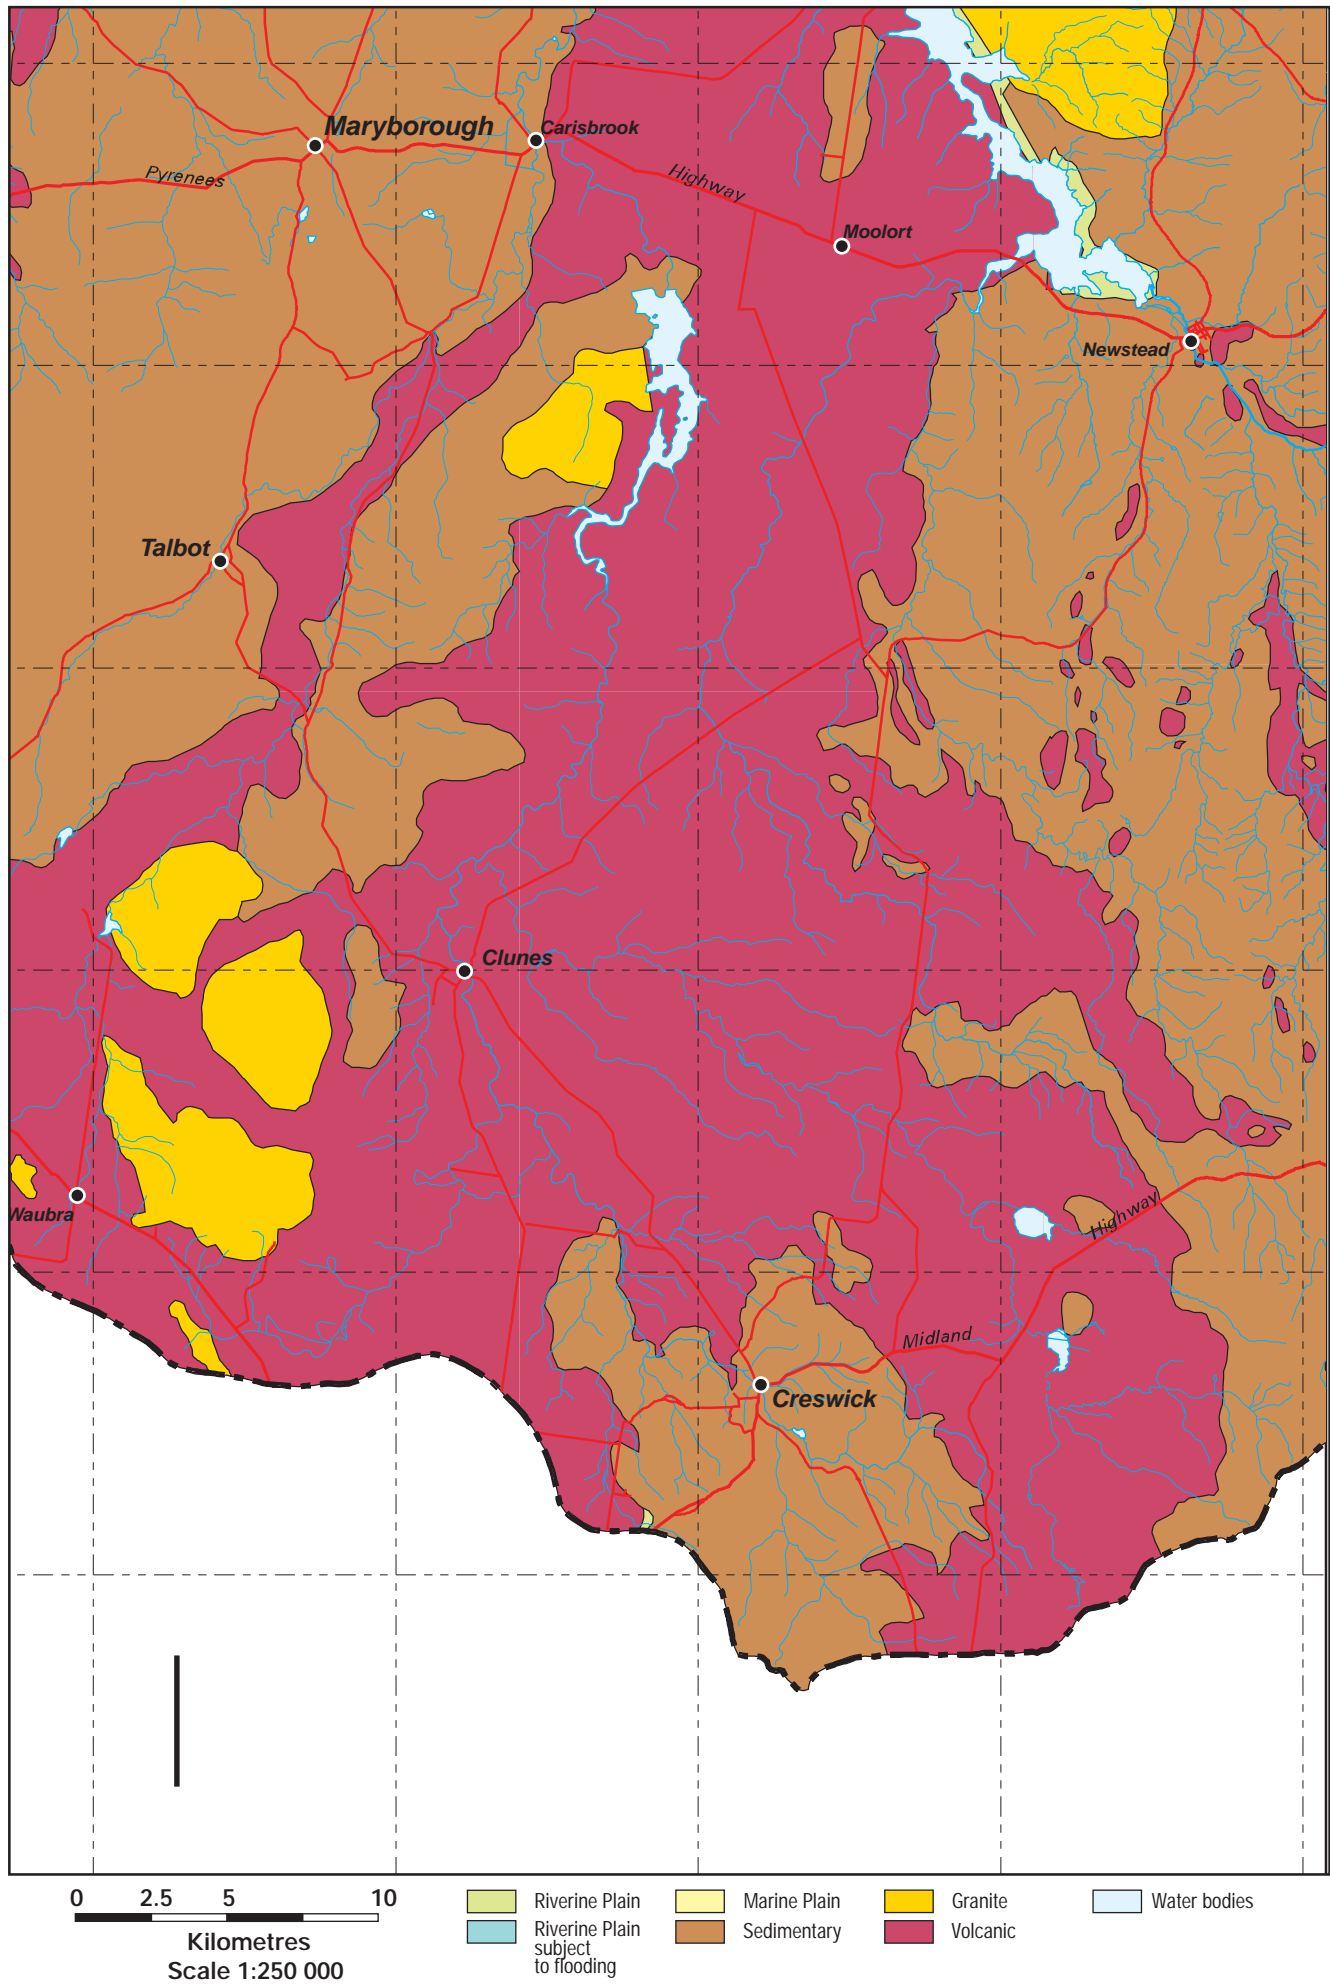 Maryborough
Carisbrook
Pyrenees
Highway
Moolort
Newstead
Talbot
Clunes
Waubra
Highway
Midland
Creswick
0 2.5 5 10
Kilometres
Scale 1:250 000
Riverine Plain
Riverine Plain
subject
to flooding
Marine Plain
Sedimentary
Granite
Volcanic
Water bodies